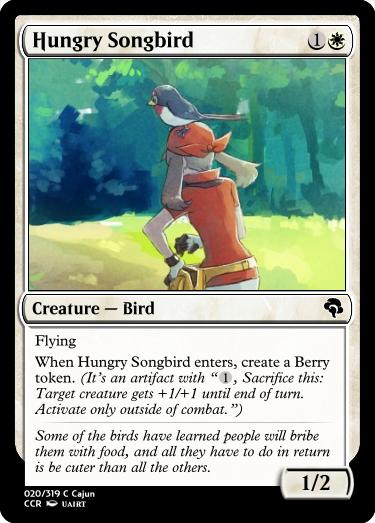 Hungry Songbird 1
Creature — Bird
Flying
When Hungry Songbird enters, create a Berry
token. (It's an artifact with “1, Sacrifice this:
Target creature gets +1/+1 until end of turn.
Activate only outside of combat.”)
Some of the birds have learned people will bribe
them with food, and all they have to do in return
is be cuter than all the others.
1/2
020/319 C Cajun
CCR UAIRT